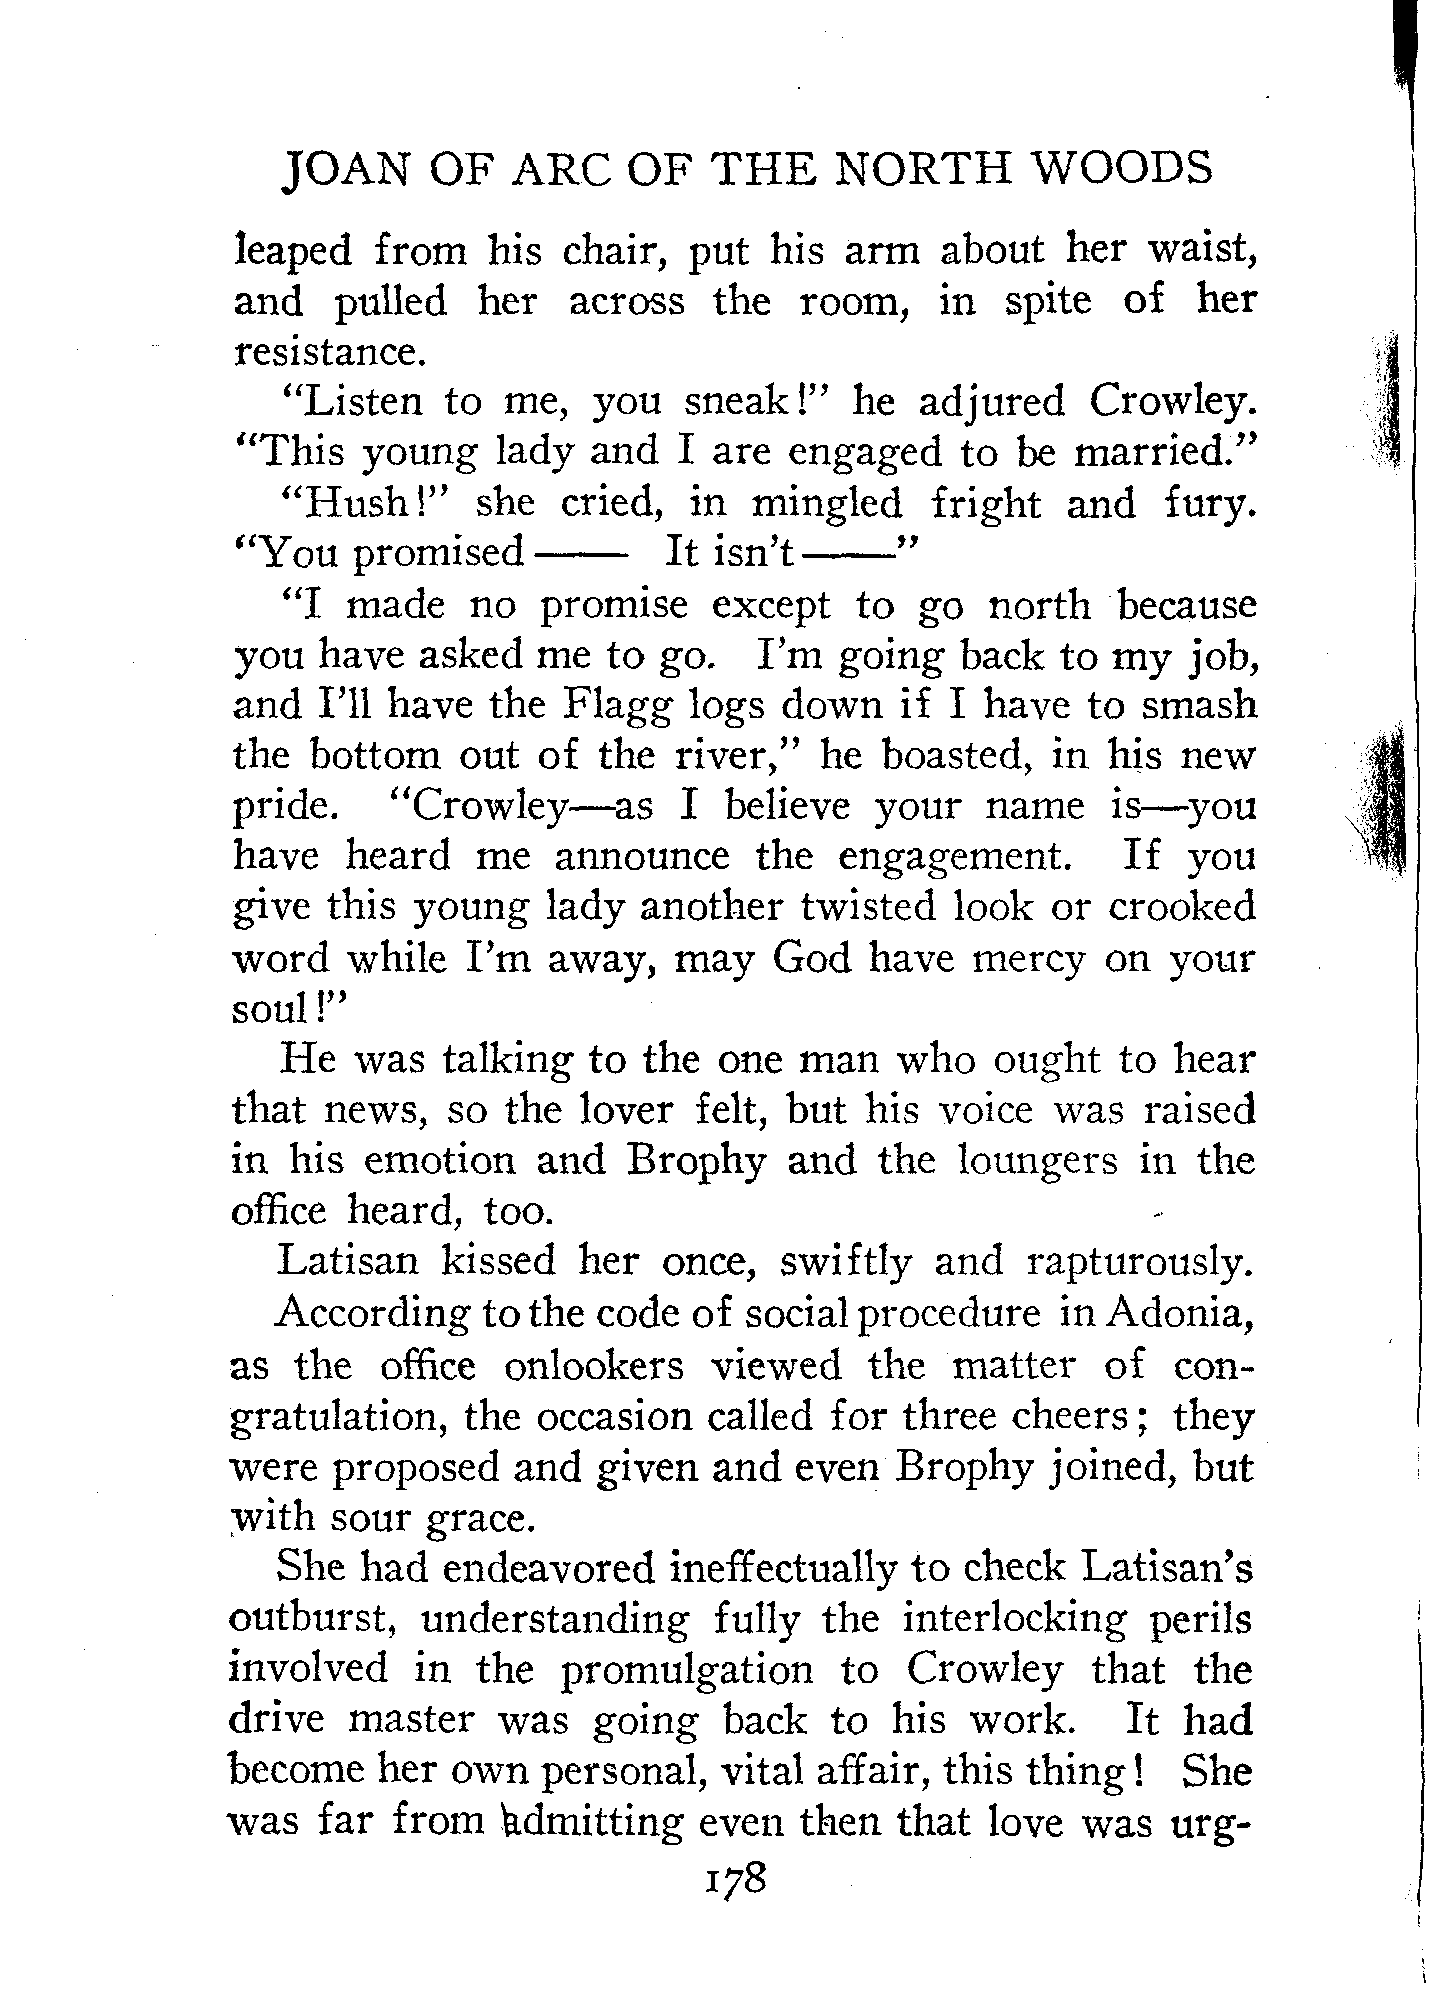 JOAN OF ARC OF THE NORTH WOODS
leaped from his chair, put his arm about her waist,
and pulled her across the room, in spite of her
resistance.
"Listen to me, you sneak!" he adjured Crowley.
"This young lady and I are engaged to be married."
"Hush!" she cried, in mingled fright and fury.
"You promised—— It isn't——"
"I made no promise except to go north because
you have asked me to go. I'm going back to my job,
and I'll have the Flagg logs down if I have to smash
the bottom out of the river," he boasted, in his new
pride. "Crowley—as I believe your name is—you
have heard me announce the engagement. If you
give this young lady another twisted look or crooked
word while I'm away, may God have mercy on your
soul!"
He was talking to the one man who ought to hear
that news, so the lover felt, but his voice was raised
in his emotion and Brophy and the loungers in the
office heard, too.
Latisan kissed her once, swiftly and rapturously.
According to the code of social procedure in Adonia,
as the office onlookers viewed the matter of con-
gratulation, the occasion called for three cheers; they
were proposed and given and even Brophy joined, but
with sour grace.
She had endeavored ineffectually to check Latisan's
outburst, understanding fully the interlocking perils
involved in the promulgation to Crowley that the
drive master was going back to his work. It had
become her own personal, vital affair, this thing! She
was far from admitting even then that love was urg-
178